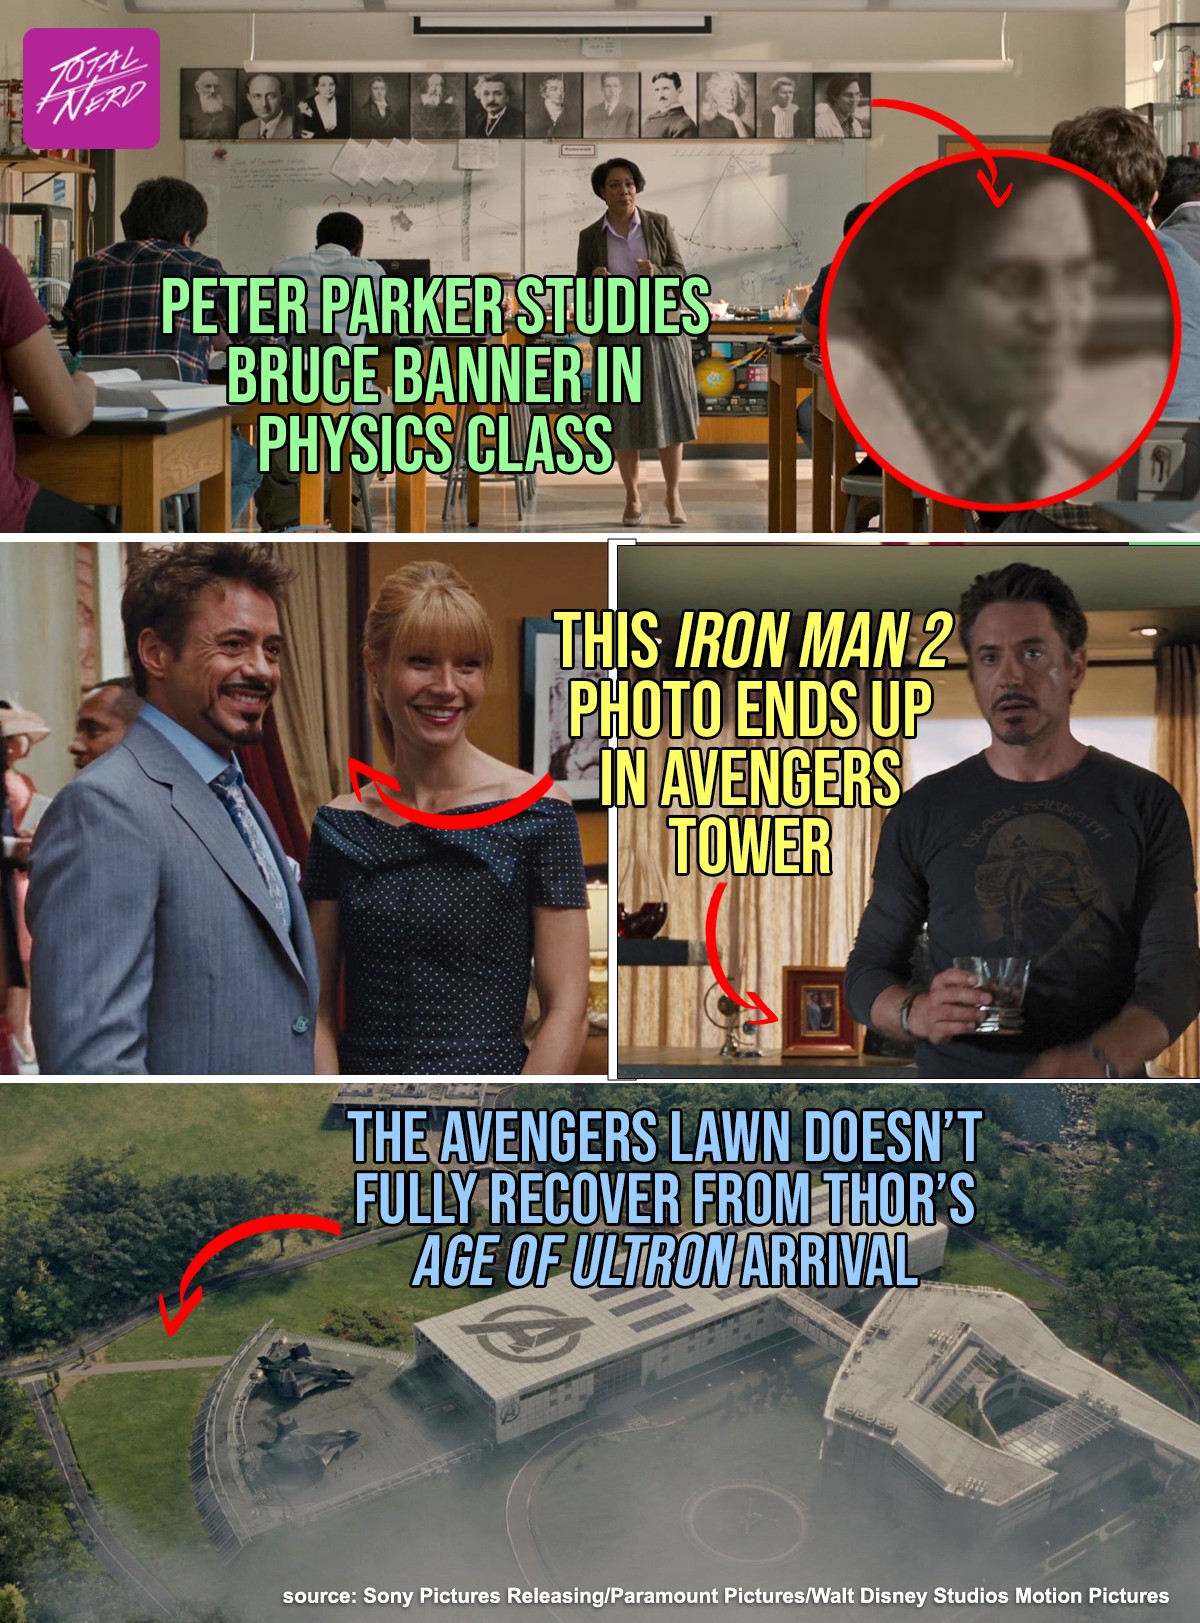 TOTAL
NERD
PETER PARKER STUDIES
BRUCE BANNER IN
PHYSICS CLASS
THIS IRON MAN 2
PHOTO ENDS UP
IN AVENGERS
TOWER
BLACK SABBATH
THE AVENGERS LAWN DOESN'T
FULLY RECOVER FROM THOR'S
AGE OF ULTRON ARRIVAL
source: Sony Pictures Releasing/Paramount Pictures/Walt Disney Studios Motion Pictures